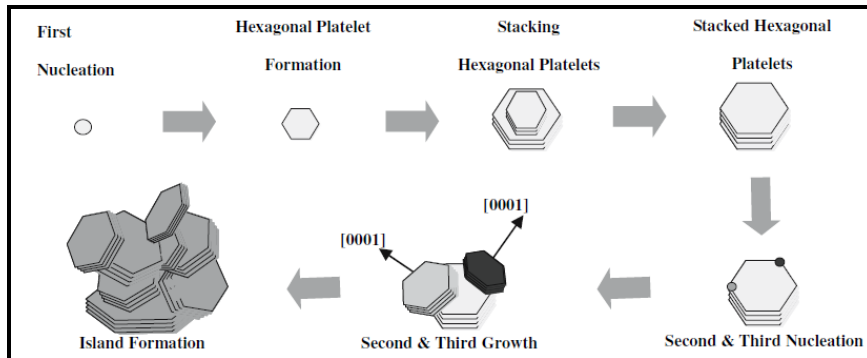 First
Nucleation
Hexagonal Platelet
Formation
Stacking
Hexagonal Platelets
Stacked Hexagonal
Platelets
[0001]
[0001]
Island Formation
Second & Third Growth
Second & Third Nucleation